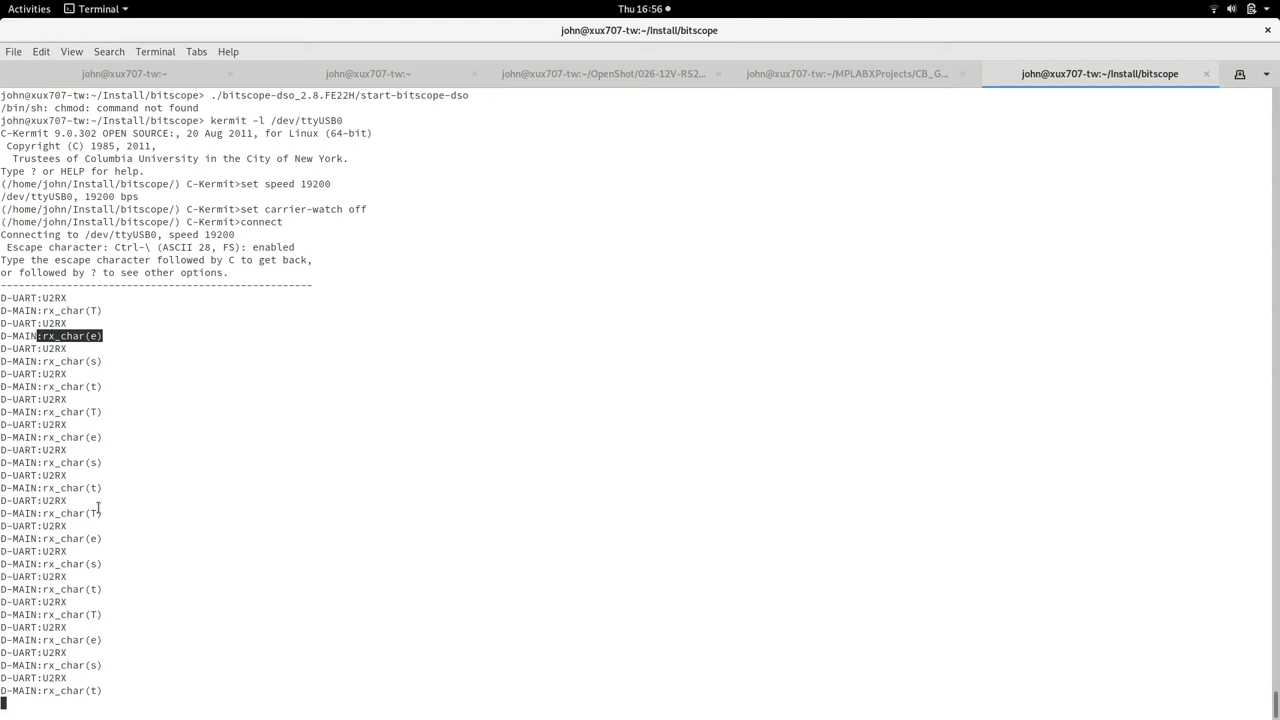 Activities Terminal Thu 16:56
john@xux707-tw:~/Install/bitscope
File Edit View Search Terminal Tabs Help
john@xux707-tw:~ john@xux707-tw:~ john@xux707-tw:~/OpenShot/026-12V-RS2... john@xux707-tw:~/MPLABXProjects/CB_G... john@xux707-tw:~/Install/bitscope
john@xux707-tw:~/Install/bitscope> ./bitscope-dso_2.8.FE22H/start-bitscope-dso
/bin/sh: chmod: command not found
john@xux707-tw:~/Install/bitscope> kermit -l /dev/ttyUSB0
C-Kermit 9.0.302 OPEN SOURCE:, 20 Aug 2011, for Linux (64-bit)
 Copyright (C) 1985, 2011,
  Trustees of Columbia University in the City of New York.
Type ? or HELP for help.
(/home/john/Install/bitscope/) C-Kermit>set speed 19200
/dev/ttyUSB0, 19200 bps
(/home/john/Install/bitscope/) C-Kermit>set carrier-watch off
(/home/john/Install/bitscope/) C-Kermit>connect
Connecting to /dev/ttyUSB0, speed 19200
 Escape character: Ctrl-\ (ASCII 28, FS): enabled
Type the escape character followed by C to get back,
or followed by ? to see other options.
----------------------------------------------------
D-UART:U2RX
D-MAIN:rx_char(T)
D-UART:U2RX
D-MAIN:rx_char(e)
D-UART:U2RX
D-MAIN:rx_char(s)
D-UART:U2RX
D-MAIN:rx_char(t)
D-UART:U2RX
D-MAIN:rx_char(T)
D-UART:U2RX
D-MAIN:rx_char(e)
D-UART:U2RX
D-MAIN:rx_char(s)
D-UART:U2RX
D-MAIN:rx_char(t)
D-UART:U2RX
D-MAIN:rx_char(T)
D-UART:U2RX
D-MAIN:rx_char(e)
D-UART:U2RX
D-MAIN:rx_char(s)
D-UART:U2RX
D-MAIN:rx_char(t)
D-UART:U2RX
D-MAIN:rx_char(T)
D-UART:U2RX
D-MAIN:rx_char(e)
D-UART:U2RX
D-MAIN:rx_char(s)
D-UART:U2RX
D-MAIN:rx_char(t)